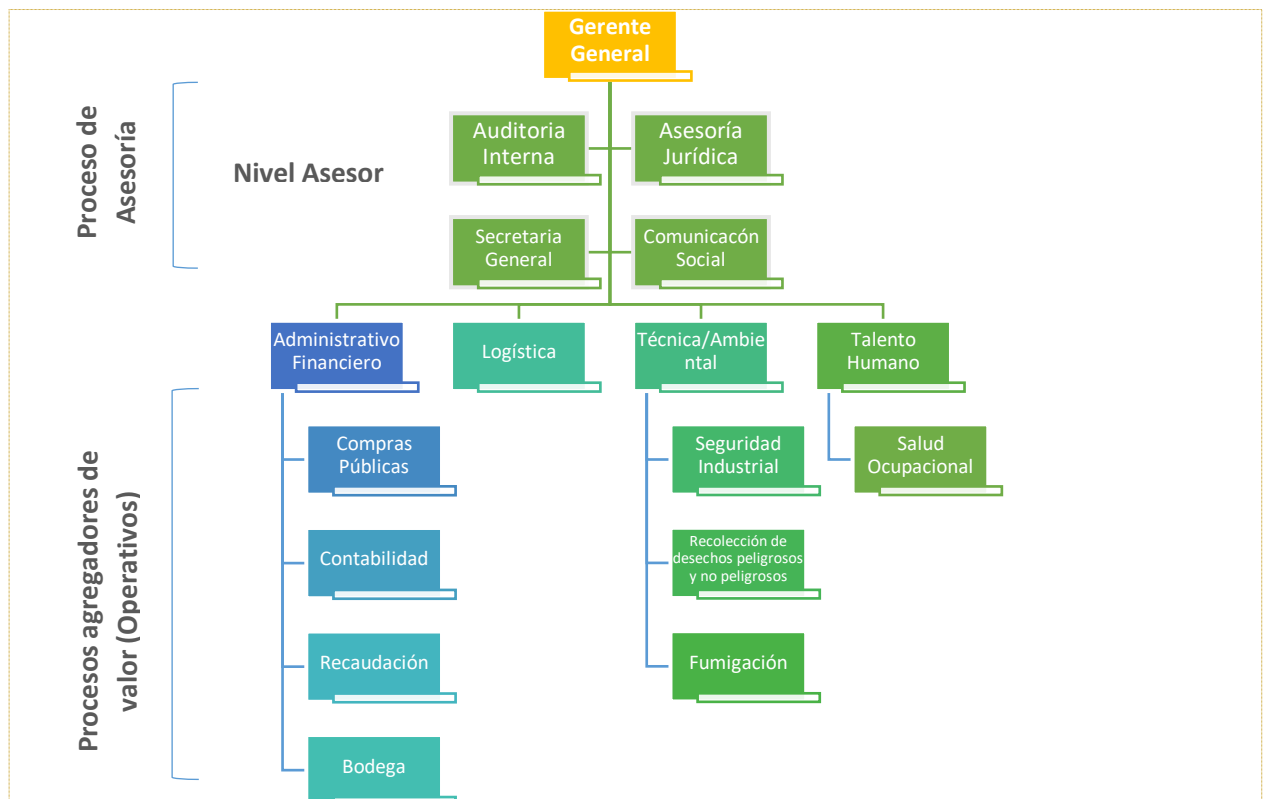 Gerente
General
Proceso de
Asesoría
Nivel Asesor
Auditoria
Interna
Asesoría
Jurídica
Secretaria
General
Comunicacón
Social
Administrativo
Financiero
Logística
Técnica/Ambie
ntal
Talento
Humano
Procesos agregadores de
valor (Operativos)
Compras
Públicas
Seguridad
Industrial
Salud
Ocupacional
Contabilidad
Recolección de
desechos peligrosos
y no peligrosos
Recaudación
Fumigación
Bodega